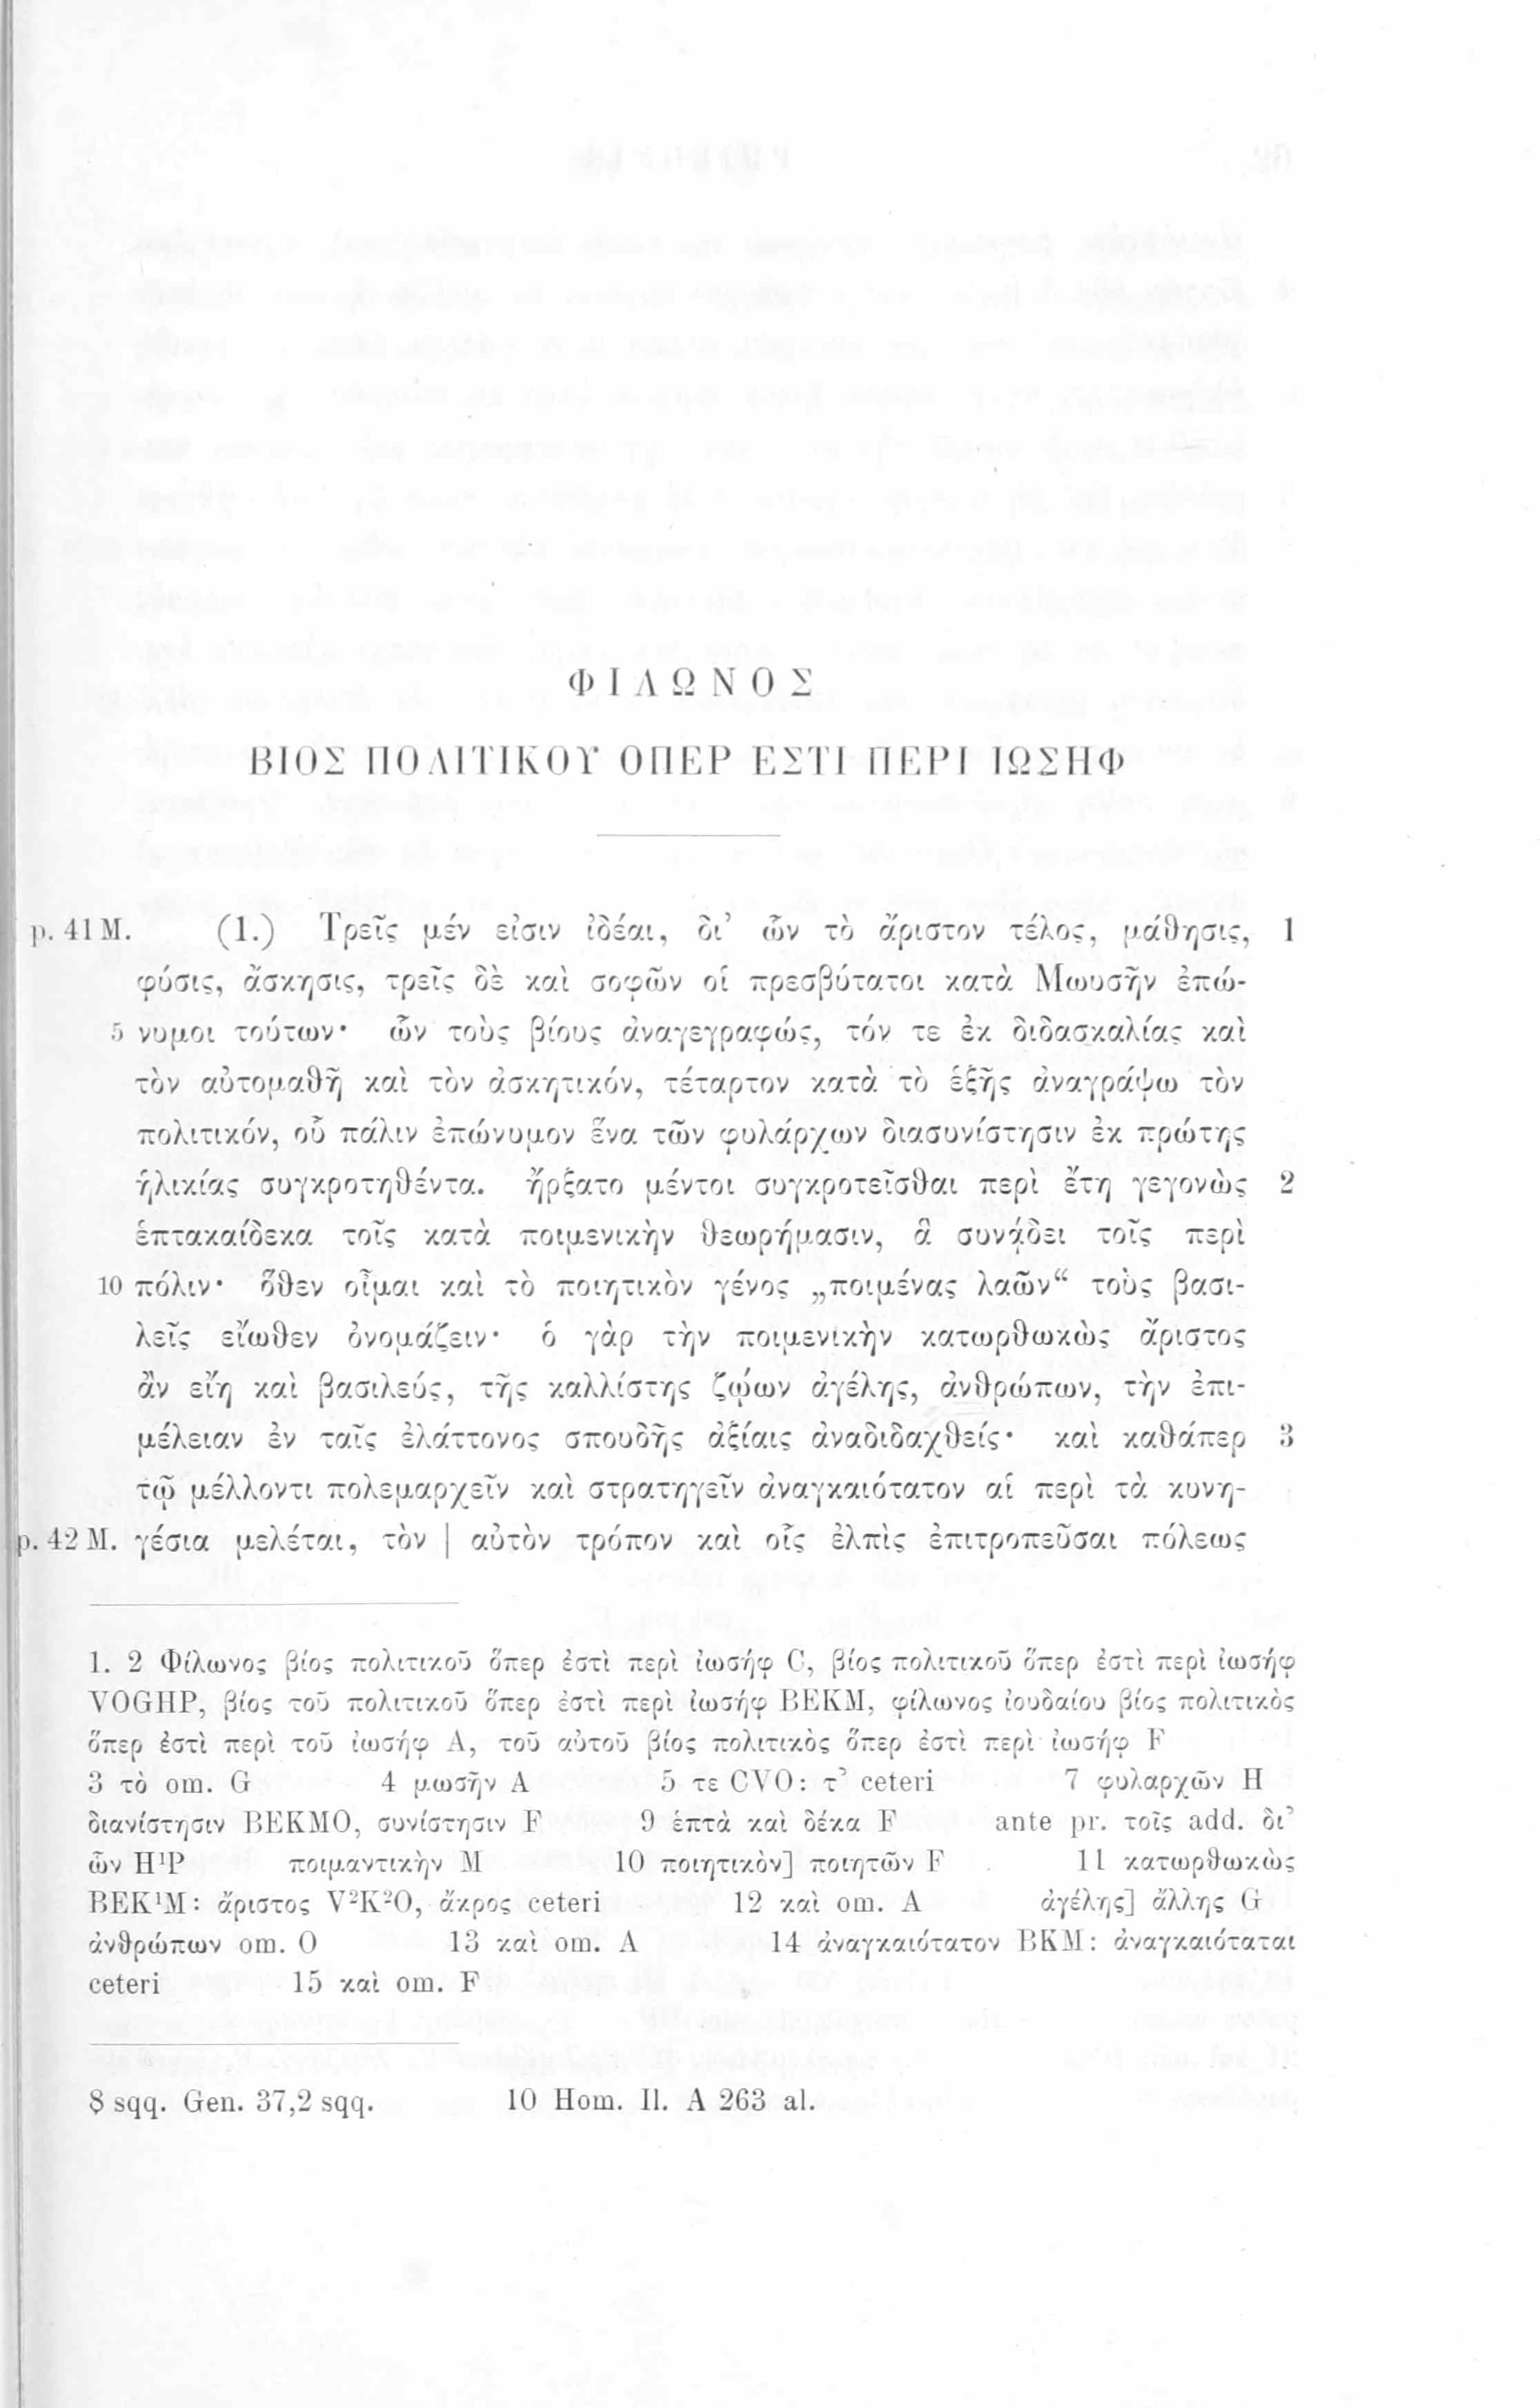 ΦΙΛΩΝΟΣ
ΒΙΟΣ ΠΟΛΙΤΙΚΟΥ ΟΠΕΡ ΕΣΤΙ ΠΕΡΙ ΙΩΣΗΦ
p. 41 M. (1.) Τρεῖς μέν εἰσιν ἰδέαι, δι’ ὧν τὸ ἄριστον τέλος, μάθησις, 1
φύσις, ἄσκησις, τρεῖς δὲ καὶ σοφῶν οἱ πρεσβύτατοι κατὰ Μωυσῆν ἐπώ-
5 νυμοι τούτων· ὧν τοὺς βίους ἀναγεγραφώς, τόν τε ἐκ διδασκαλίας καὶ
τὸν αὐτομαθῆ καὶ τὸν ἀσκητικόν, τέταρτον κατὰ τὸ ἑξῆς ἀναγράψω τὸν
πολιτικόν, οὗ πάλιν ἐπώνυμον ἕνα τῶν φυλάρχων διασυνίστησιν ἐκ πρώτης
ἡλικίας συγκροτηθέντα. ἤρξατο μέντοι συγκροτεῖσθαι περὶ ἔτη γεγονὼς 2
ἑπτακαίδεκα τοῖς κατὰ ποιμενικὴν θεωρήμασιν, ἃ συνᾴδει τοῖς περὶ
10 πόλιν· ὅθεν οἶμαι καὶ τὸ ποιητικὸν γένος „ποιμένας λαῶν“ τοὺς βασι-
λεῖς εἴωθεν ὀνομάζειν· ὁ γὰρ τὴν ποιμενικὴν κατωρθωκὼς ἄριστος
ἂν εἴη καὶ βασιλεύς, τῆς καλλίστης ζῴων ἀγέλης, ἀνθρώπων, τὴν ἐπι-
μέλειαν ἐν ταῖς ἐλάττονος σπουδῆς ἀξίαις ἀναδιδαχθείς· καὶ καθάπερ 3
τῷ μέλλοντι πολεμαρχεῖν καὶ στρατηγεῖν ἀναγκαιότατον αἱ περὶ τὰ κυνη-
p. 42 M. γέσια μελέται, τὸν | αὐτὸν τρόπον καὶ οἷς ἐλπὶς ἐπιτροπεῦσαι πόλεως
1. 2 Φίλωνος βίος πολιτικοῦ ὅπερ ἐστὶ περὶ ἰωσήφ C, βίος πολιτικοῦ ὅπερ ἐστὶ περὶ ἰωσήφ
VOGHP, βίος τοῦ πολιτικοῦ ὅπερ ἐστὶ περὶ ἰωσήφ BEKM, φίλωνος ἰουδαίου βίος πολιτικὸς
ὅπερ ἐστὶ περὶ τοῦ ἰωσήφ A, τοῦ αὐτοῦ βίος πολιτικὸς ὅπερ ἐστὶ περὶ ἰωσήφ F
3 τὸ om. G 4 μωσῆν A 5 τε CVO: τ’ ceteri 7 φυλαρχῶν H
διανίστησιν BEKMO, συνίστησιν F 9 ἑπτὰ καὶ δέκα F ante pr. τοῖς add. δι’
ὧν H¹P ποιμαντικὴν M 10 ποιητικὸν] ποιητῶν F 11 κατωρθωκὼς
BEK¹M: ἄριστος V²K²O, ἄκρος ceteri 12 καὶ om. A ἀγέλης] ἄλλης G
ἀνθρώπων om. O 13 καὶ om. A 14 ἀναγκαιότατον BKM: ἀναγκαιόταται
ceteri 15 καὶ om. F
8 sqq. Gen. 37,2 sqq. 10 Hom. Il. A 263 al.